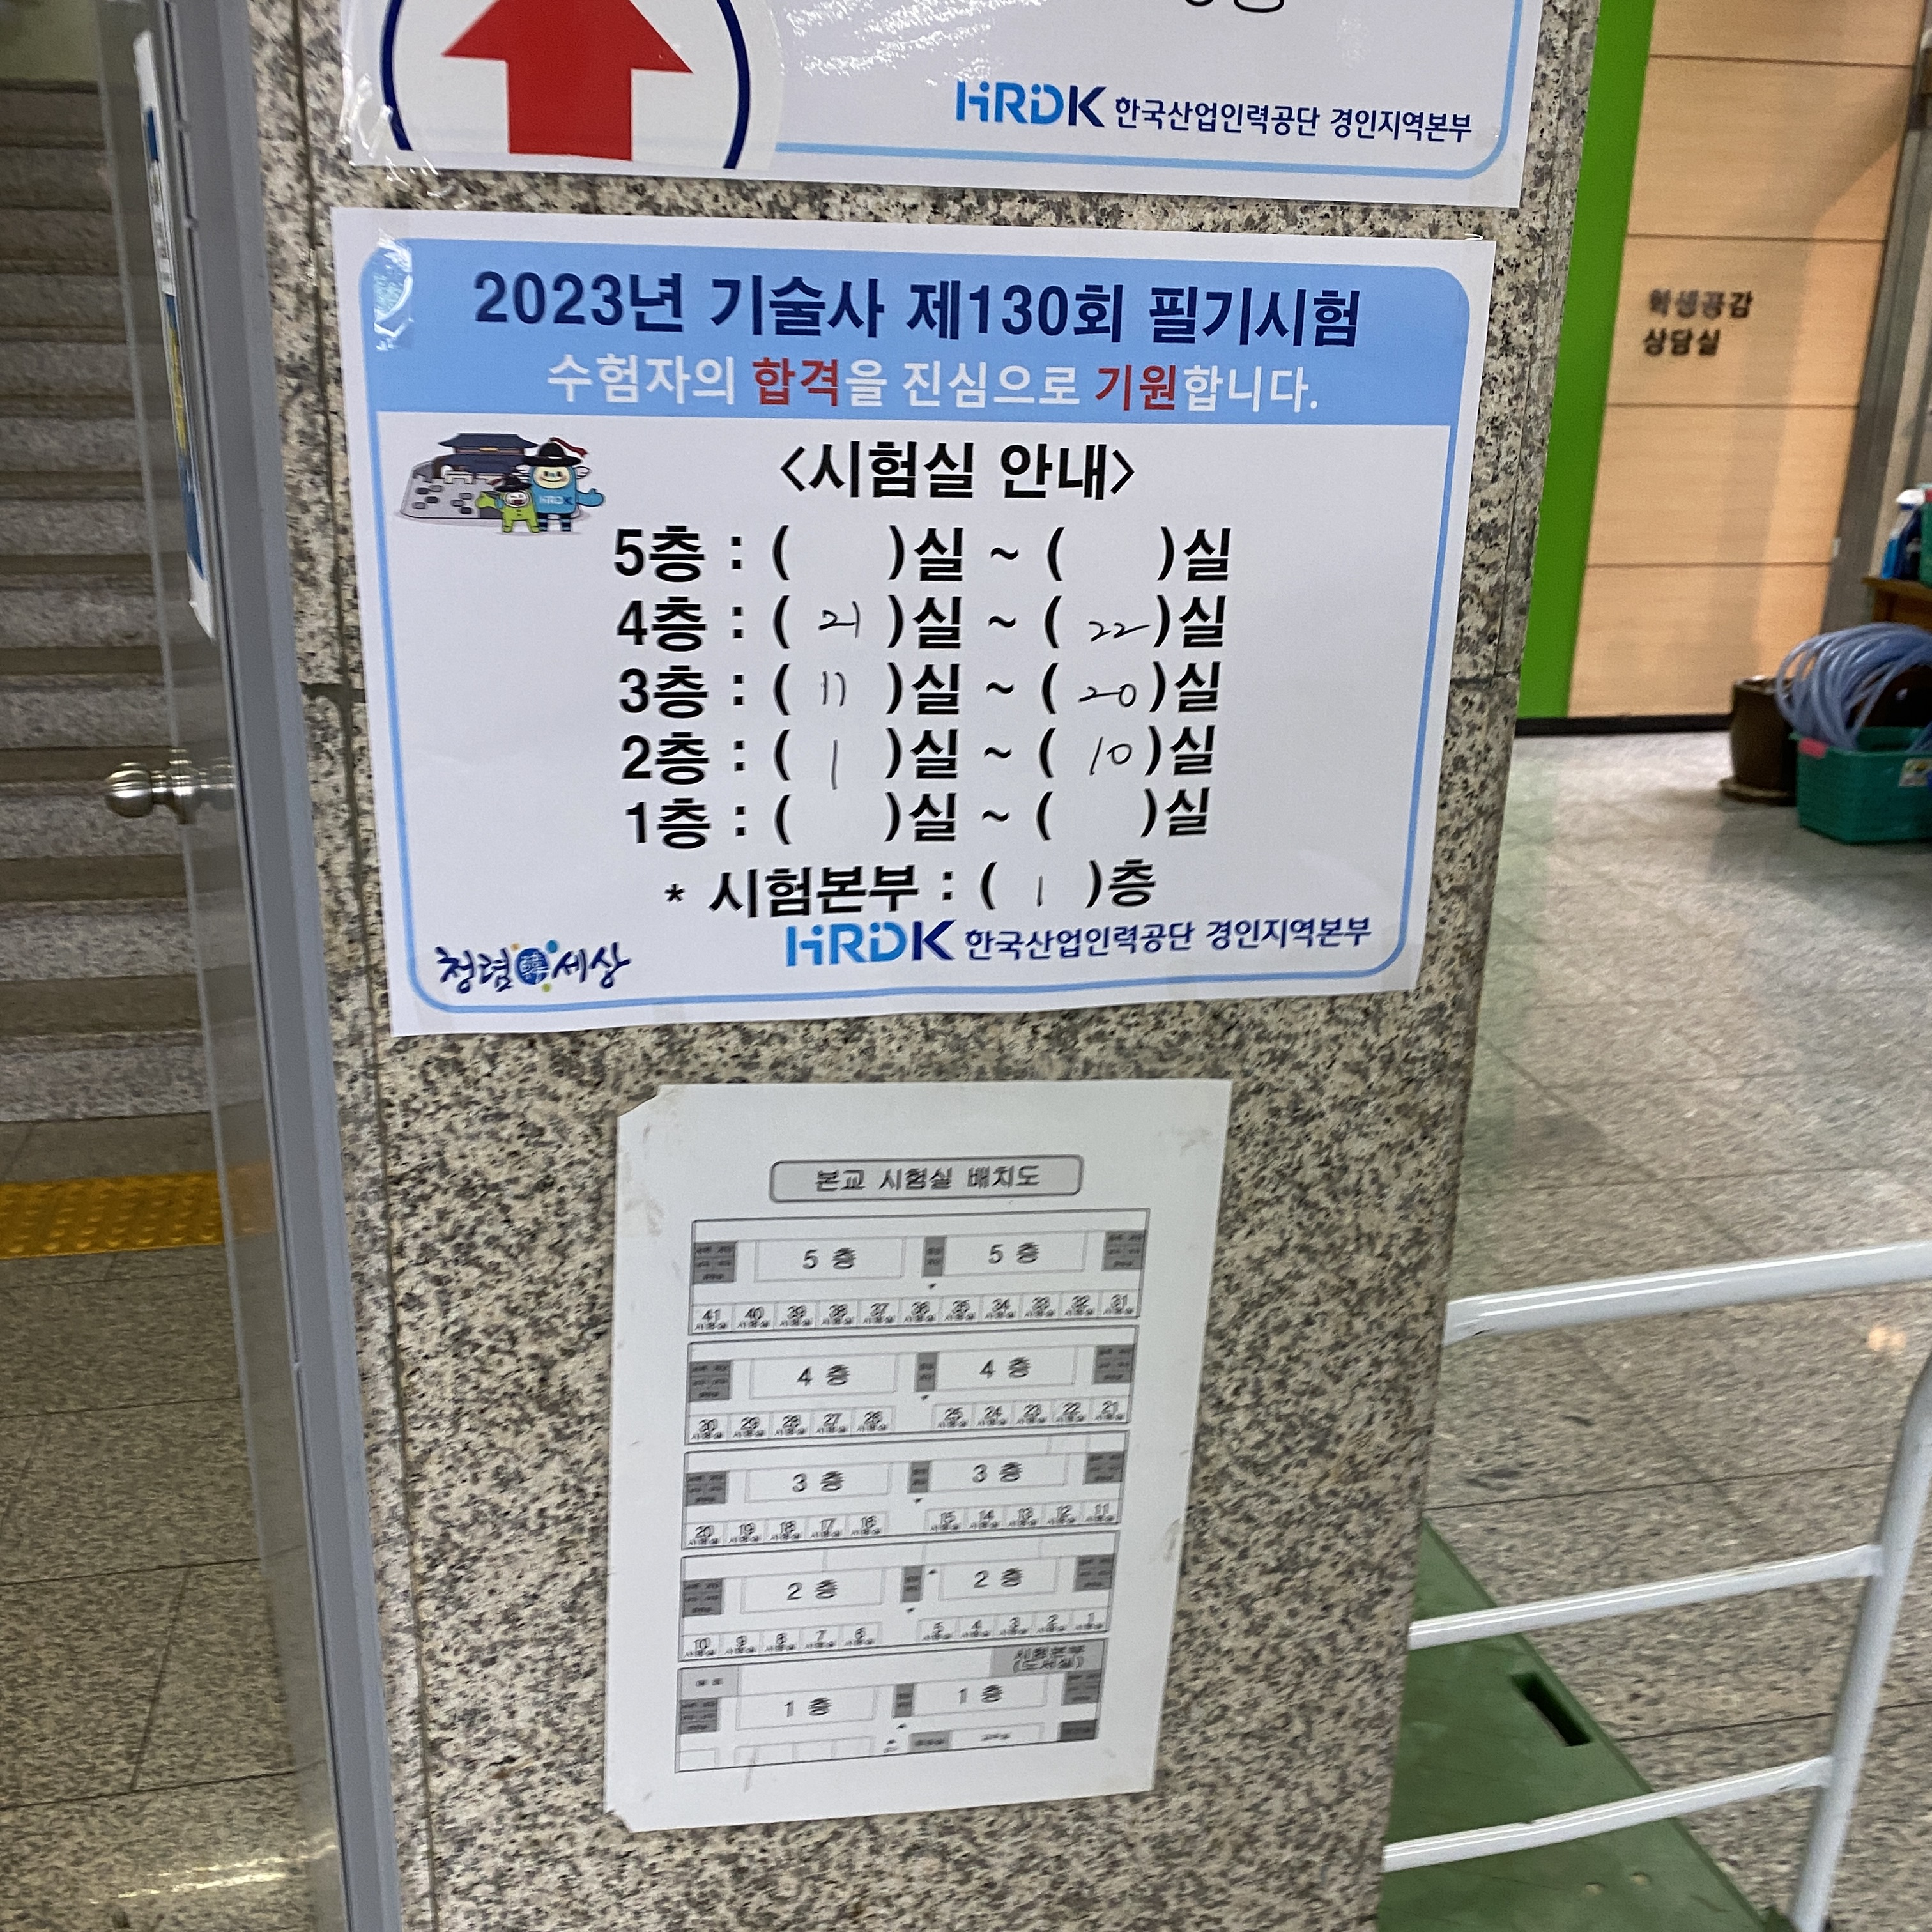 HRDK 한국산업인력공단 경인지역본부
2023년 기술사 제130회 필기시험
수험자의 합격을 진심으로 기원합니다.
<시험실 안내>
HRDK
5층 : ( )실 ~ ( )실
4층 : ( 21 )실 ~ ( 22 )실
3층 : ( 11 )실 ~ ( 20 )실
2층 : ( 1 )실 ~ ( 10 )실
1층 : ( )실 ~ ( )실
* 시험본부 : ( 1 )층
청렴韓세상
HRDK 한국산업인력공단 경인지역본부
학생공감
상담실
본교 시험실 배치도
5 층 5 층
41 40 39 38 37 36 35 34 33 32 31
4 층 4 층
30 29 28 27 26 25 24 23 22 21
3 층 3 층
20 19 18 17 16 15 14 13 12 11
2 층 2 층
10 9 8 7 6 5 4 3 2 1
시험본부
1 층 1 층